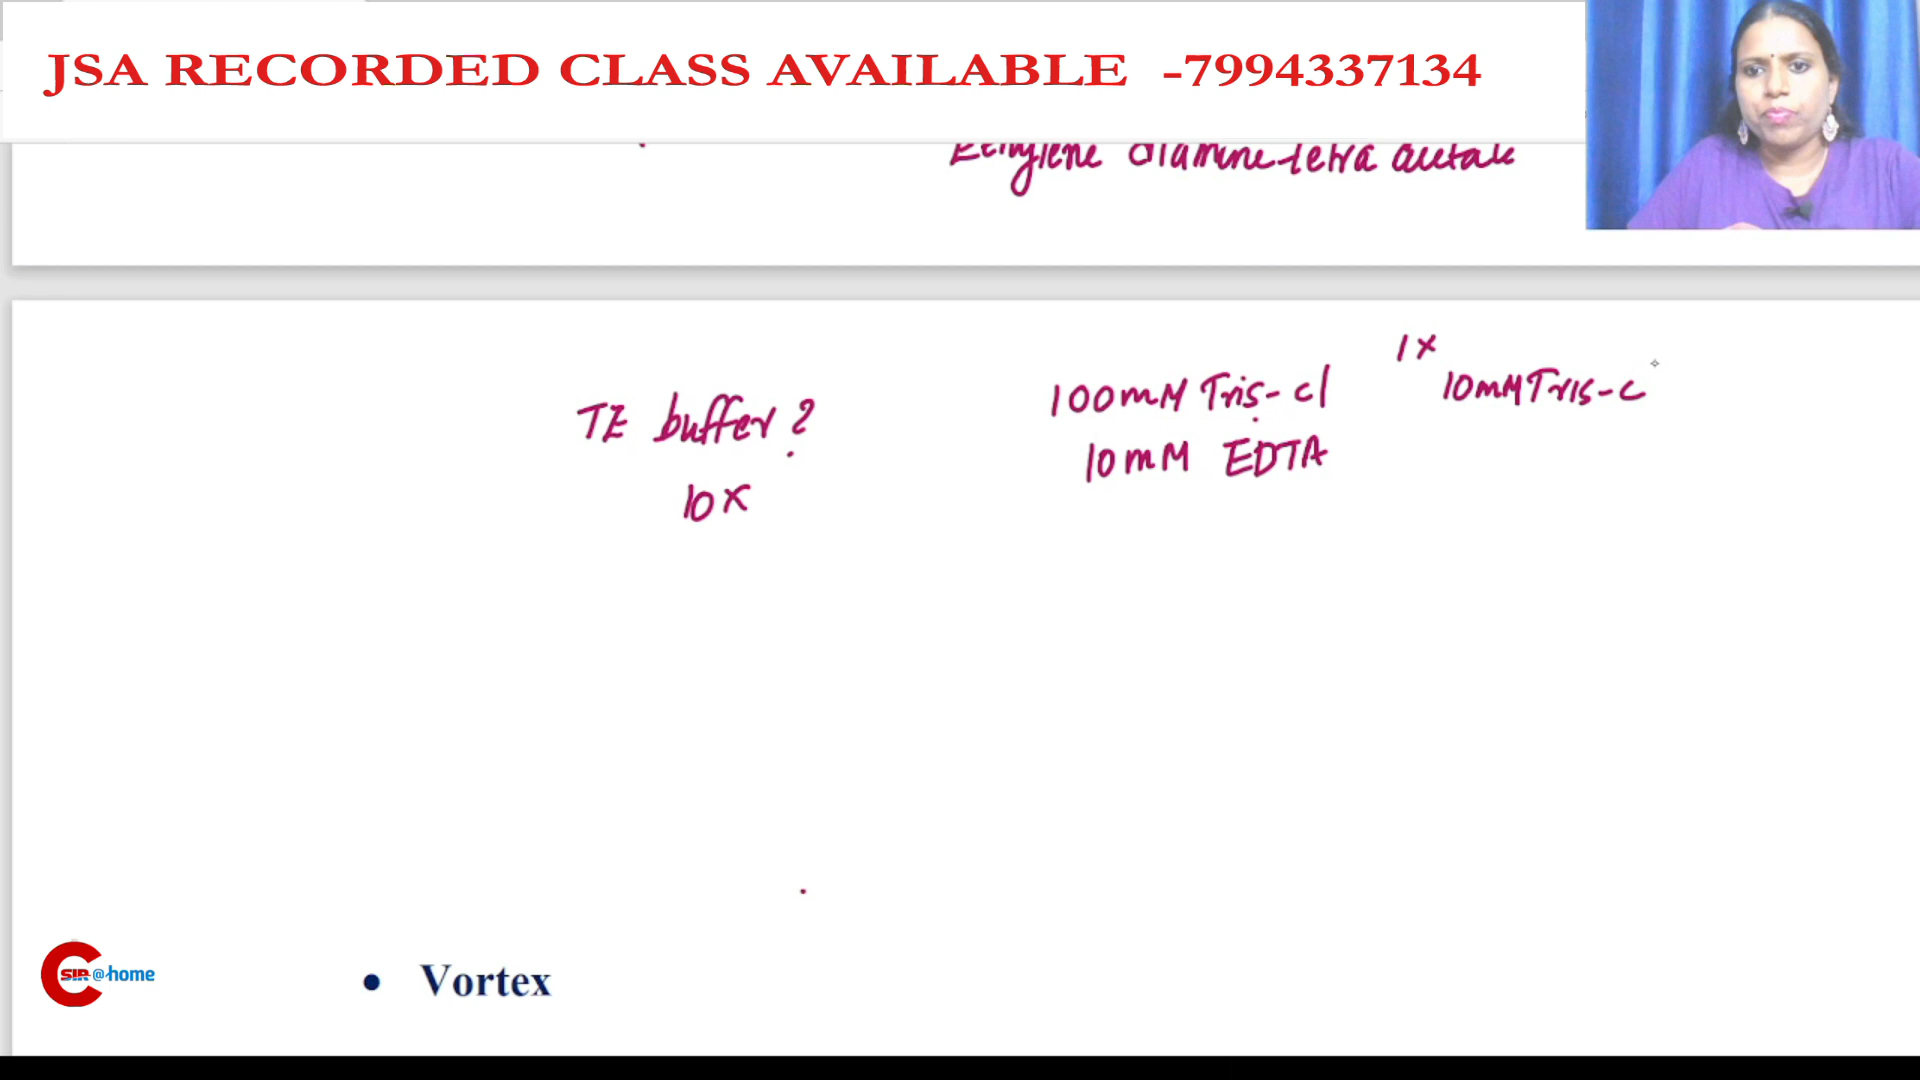 JSA RECORDED CLASS AVAILABLE -7994337134
Ethylene diamine tetra acetate
1x
100mM Tris-cl
10mM Tris-c
TE buffer?
10mM EDTA
10x
CSIR@home
• Vortex